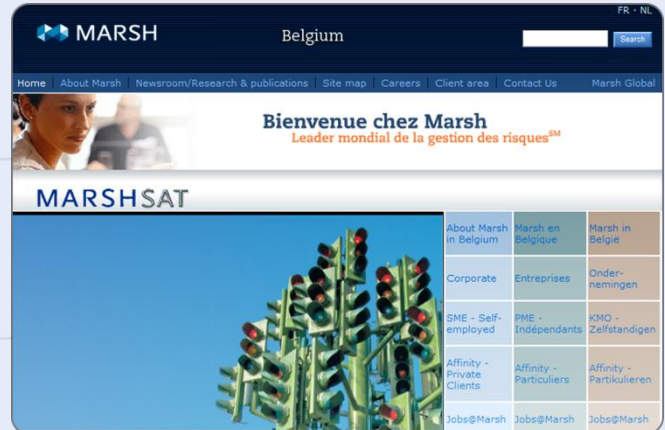 FR · NL
MARSH
Belgium
Search
Home | About Marsh | Newsroom/Research & publications | Site map | Careers | Client area | Contact Us Marsh Global
Bienvenue chez Marsh
Leader mondial de la gestion des risques℠
MARSHSAT
About Marsh in Belgium
Marsh en Belgique
Marsh in België
Corporate
Entreprises
Onder-
nemingen
SME - Self-
employed
PME -
Indépendants
KMO -
Zelfstandigen
Affinity -
Private
Clients
Affinity -
Particuliers
Affinity -
Partikulieren
Jobs@Marsh
Jobs@Marsh
Jobs@Marsh